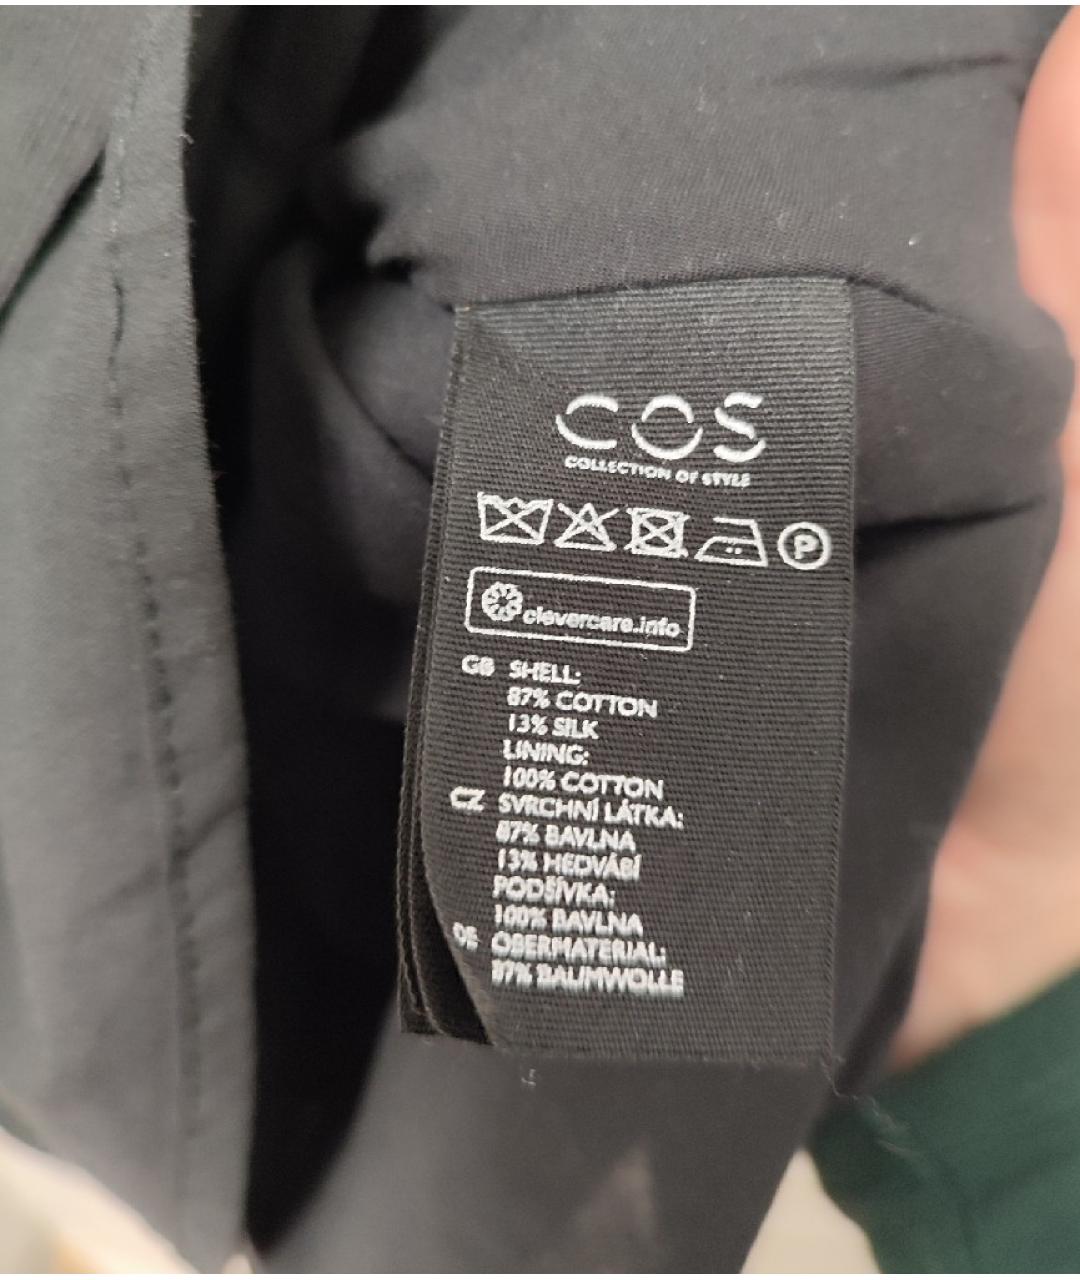 COS
COLLECTION OF STYLE
P
clevercare.info
GB SHELL:
87% COTTON
13% SILK
LINING:
100% COTTON
CZ SVRCHNÍ LÁTKA:
87% BAVLNA
13% HEDVÁBÍ
PODŠÍVKA:
100% BAVLNA
DE OBERMATERIAL:
87% BAUMWOLLE